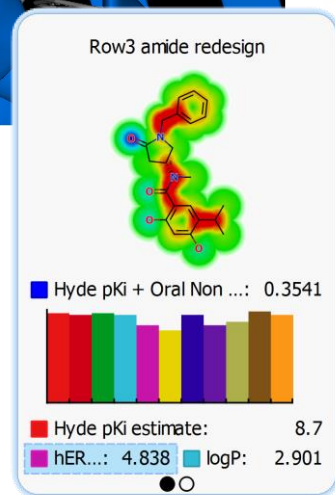 Row3 amide redesign
O N
N
O
O
O
Hyde pKi + Oral Non ...: 0.3541
Hyde pKi estimate: 8.7
hER...: 4.838 logP: 2.901